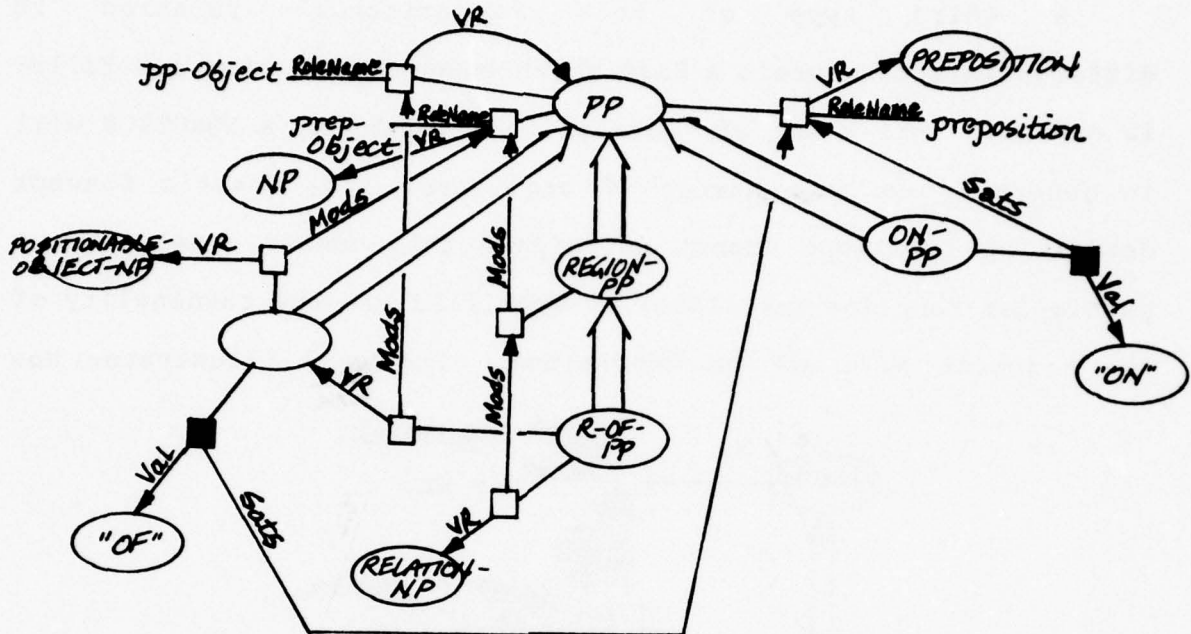 VR
PP-Object RoleName
PP
VR
PREPOSITION
RoleName
preposition
prep-
Object
RoleName
VR
NP
Mods
POSITIONABLE-
OBJECT-NP
VR
Mods
REGION-
PP
ON-
PP
Sats
Val
"ON"
Mods
VR
Mods
R-OF-
PP
Val
"OF"
Sats
VR
RELATION-
NP